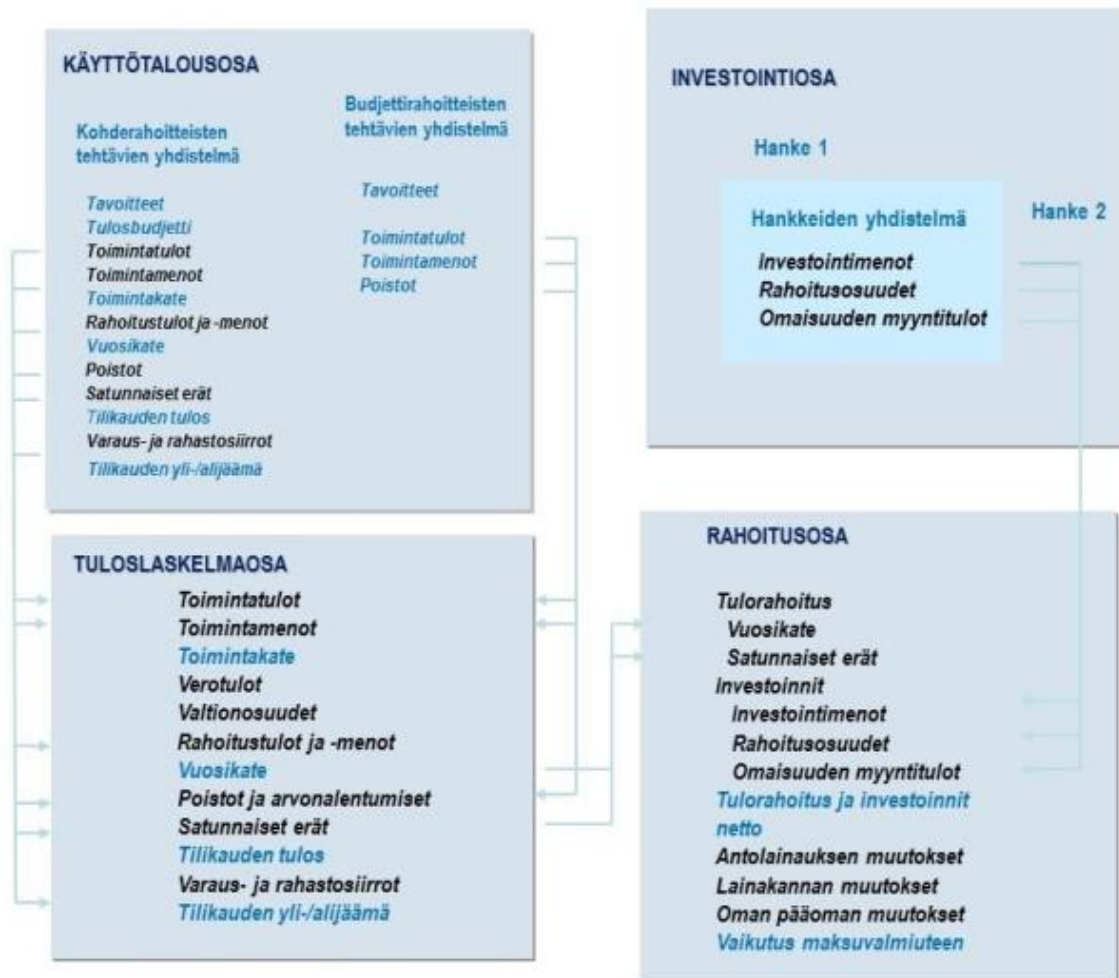 KÄYTTÖTALOUSOSA
Kohderahoitteisten
tehtävien yhdistelmä
Tavoitteet
Tulosbudjetti
Toimintatulot
Toimintamenot
Toimintakate
Rahoitustulot ja -menot
Vuosikate
Poistot
Satunnaiset erät
Tilikauden tulos
Varaus- ja rahastosiirrot
Tilikauden yli-/alijäämä
Budjettirahoitteisten
tehtävien yhdistelmä
Tavoitteet
Toimintatulot
Toimintamenot
Poistot
INVESTOINTIOSA
Hanke 1
Hankkeiden yhdistelmä
Investointimenot
Rahoitusosuudet
Omaisuuden myyntitulot
Hanke 2
TULOSLASKELMAOSA
Toimintatulot
Toimintamenot
Toimintakate
Verotulot
Valtionosuudet
Rahoitustulot ja -menot
Vuosikate
Poistot ja arvonalentumiset
Satunnaiset erät
Tilikauden tulos
Varaus- ja rahastosiirrot
Tilikauden yli-/alijäämä
RAHOITUSOSA
Tulorahoitus
Vuosikate
Satunnaiset erät
Investoinnit
Investointimenot
Rahoitusosuudet
Omaisuuden myyntitulot
Tulorahoitus ja investoinnit
netto
Antolainauksen muutokset
Lainakannan muutokset
Oman pääoman muutokset
Vaikutus maksuvalmiuteen